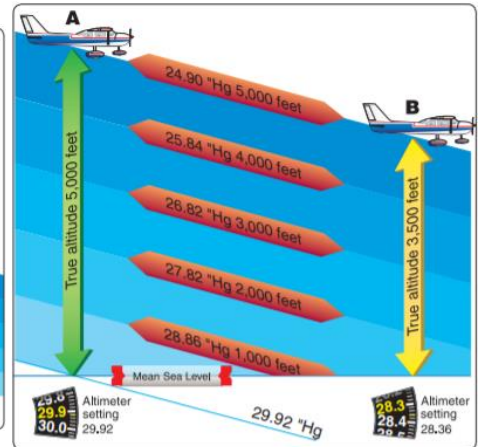 A
24.90 "Hg 5,000 feet
B
25.84 "Hg 4,000 feet
True altitude 5,000 feet
26.82 "Hg 3,000 feet
True altitude 3,500 feet
27.82 "Hg 2,000 feet
28.86 "Hg 1,000 feet
Mean Sea Level
29.8
29.9
30.0
Altimeter
setting
29.92
29.92 "Hg
28.3
28.4
Altimeter
setting
28.36